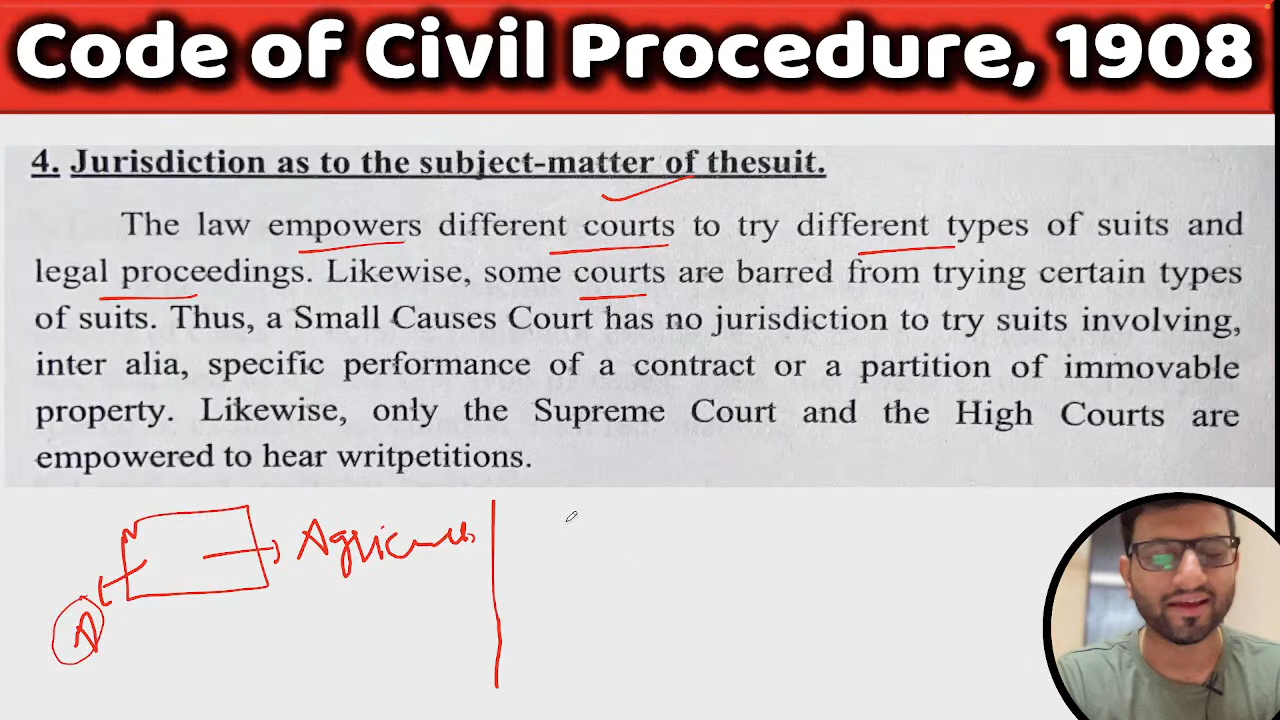 Code of Civil Procedure, 1908
4. Jurisdiction as to the subject-matter of thesuit.
The law empowers different courts to try different types of suits and
legal proceedings. Likewise, some courts are barred from trying certain types
of suits. Thus, a Small Causes Court has no jurisdiction to try suits involving,
inter alia, specific performance of a contract or a partition of immovable
property. Likewise, only the Supreme Court and the High Courts are
empowered to hear writpetitions.
A